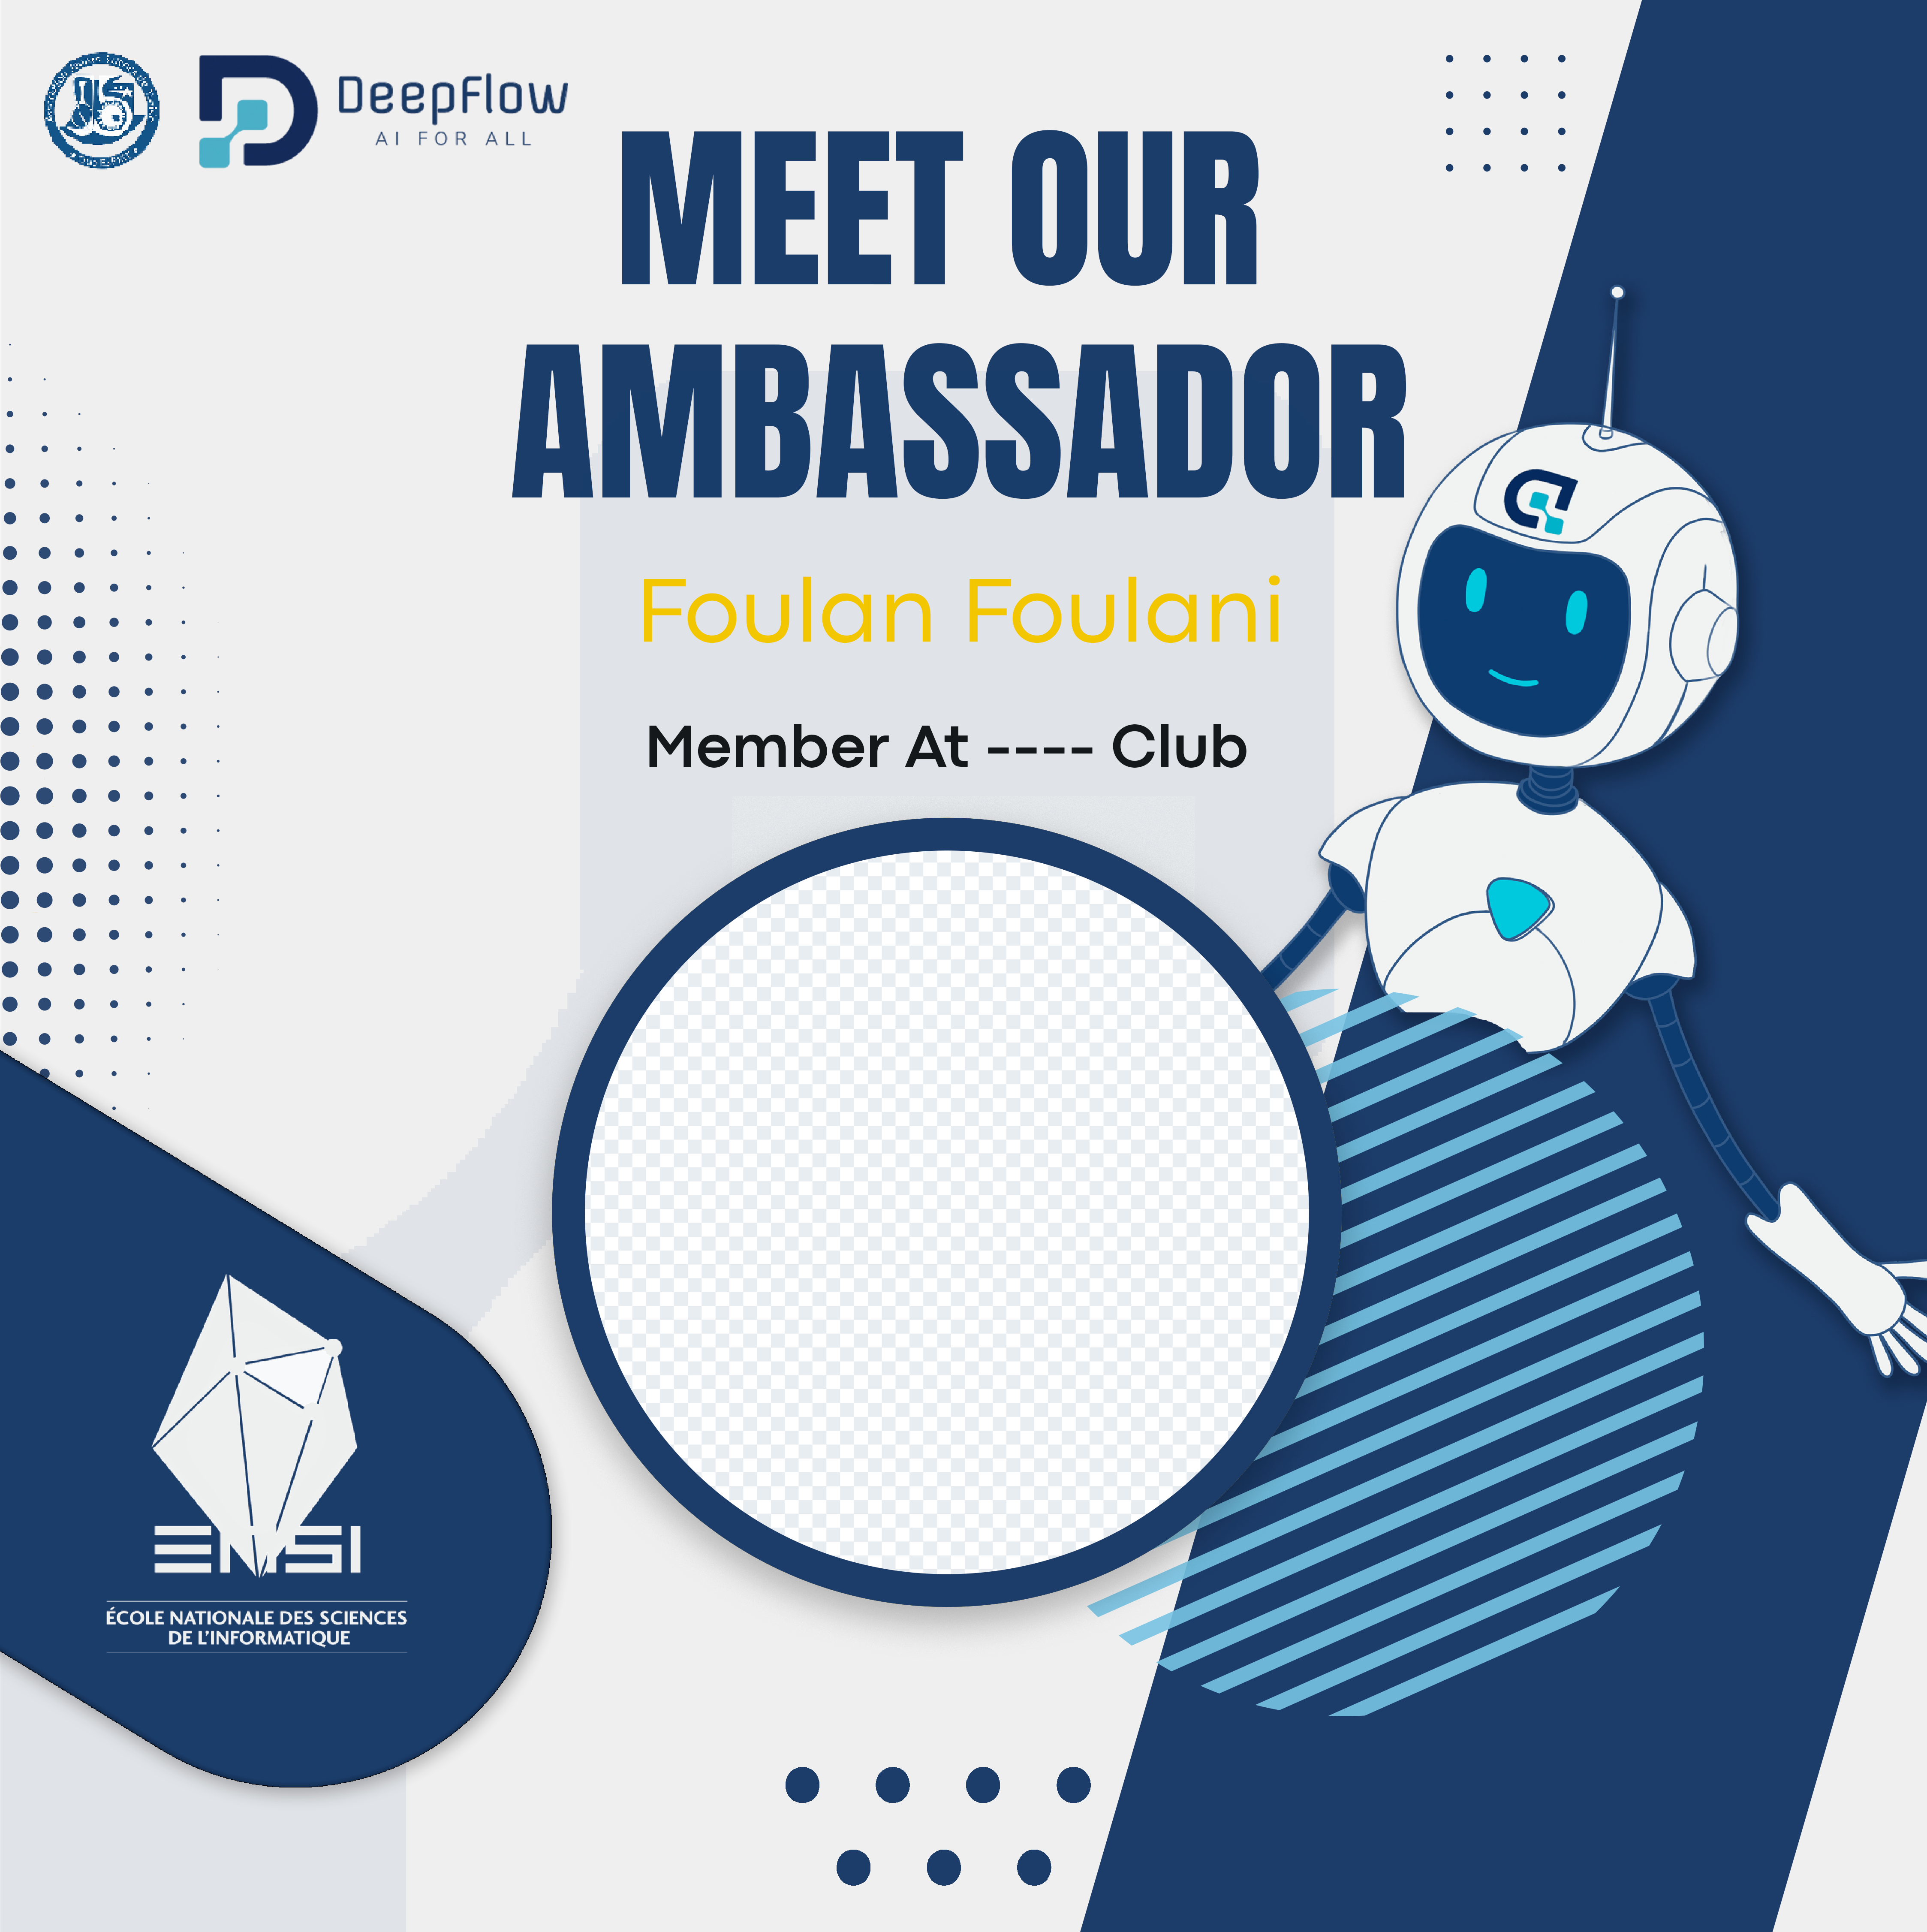 DeepFlow
AI FOR ALL
MEET OUR
AMBASSADOR
Foulan Foulani
Member At ---- Club
ENSI
ÉCOLE NATIONALE DES SCIENCES
DE L'INFORMATIQUE